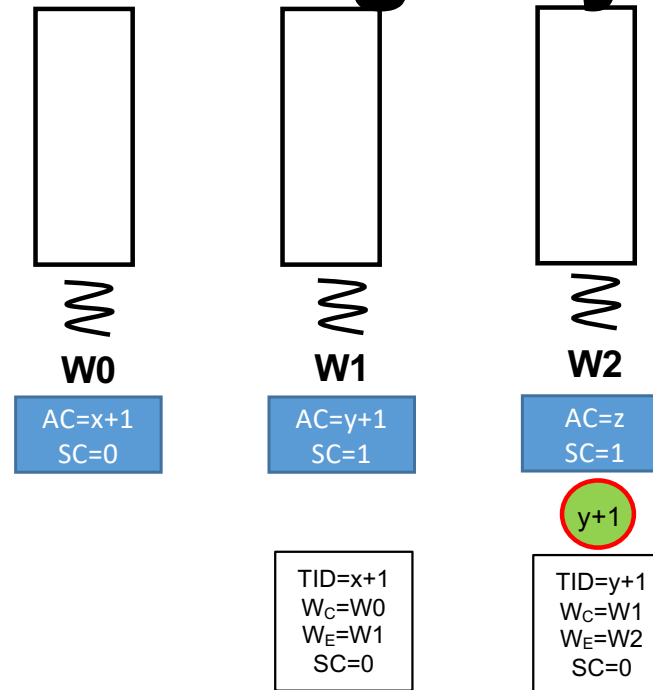 W0
W1
W2
AC=x+1
SC=0
AC=y+1
SC=1
AC=z
SC=1
y+1
TID=x+1
WC=W0
WE=W1
SC=0
TID=y+1
WC=W1
WE=W2
SC=0